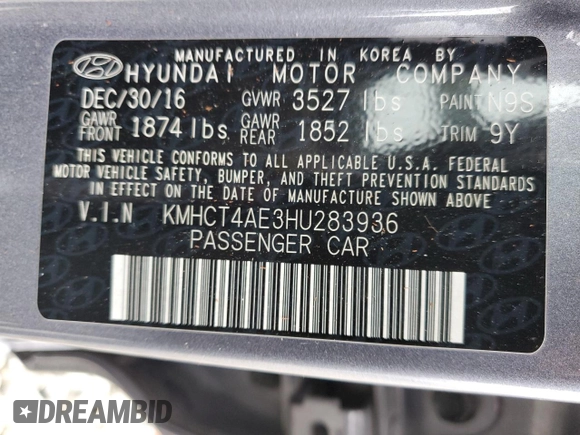 MANUFACTURED IN KOREA BY
HYUNDAI MOTOR COMPANY
DEC/30/16 GVWR 3527 lbs PAINT N9S
GAWR FRONT 1874 lbs GAWR REAR 1852 lbs TRIM 9Y
THIS VEHICLE CONFORMS TO ALL APPLICABLE U.S.A. FEDERAL
MOTOR VEHICLE SAFETY, BUMPER, AND THEFT PREVENTION STANDARDS
IN EFFECT ON THE DATE OF MANUFACTURE SHOWN ABOVE.
V.I.N KMHCT4AE3HU283936
PASSENGER CAR
DREAMBID